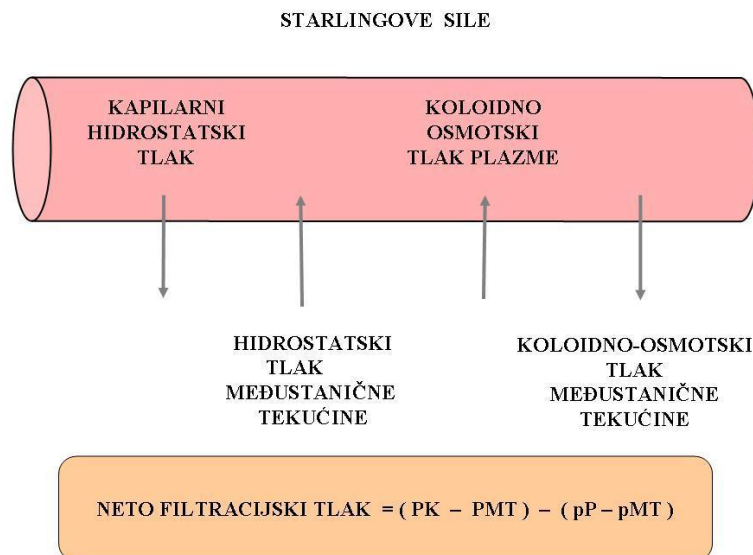 STARLINGOVE SILE
KAPILARNI
HIDROSTATSKI
TLAK
KOLOIDNO
OSMOTSKI
TLAK PLAZME
HIDROSTATSKI
TLAK
MEĐUSTANIČNE
TEKUĆINE
KOLOIDNO-OSMOTSKI
TLAK
MEĐUSTANIČNE
TEKUĆINE
NETO FILTRACIJSKI TLAK = ( PK – PMT ) – ( pP – pMT )